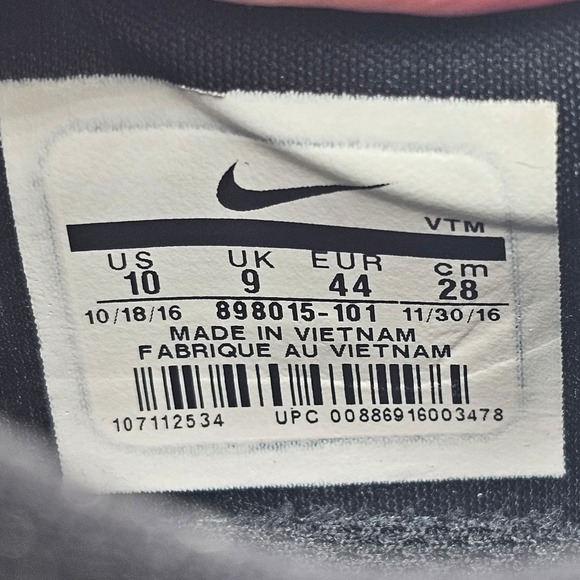 VTM
US UK EUR cm
10 9 44 28
10/18/16 898015-101 11/30/16
MADE IN VIETNAM
FABRIQUE AU VIETNAM
107112534 UPC 00886916003478